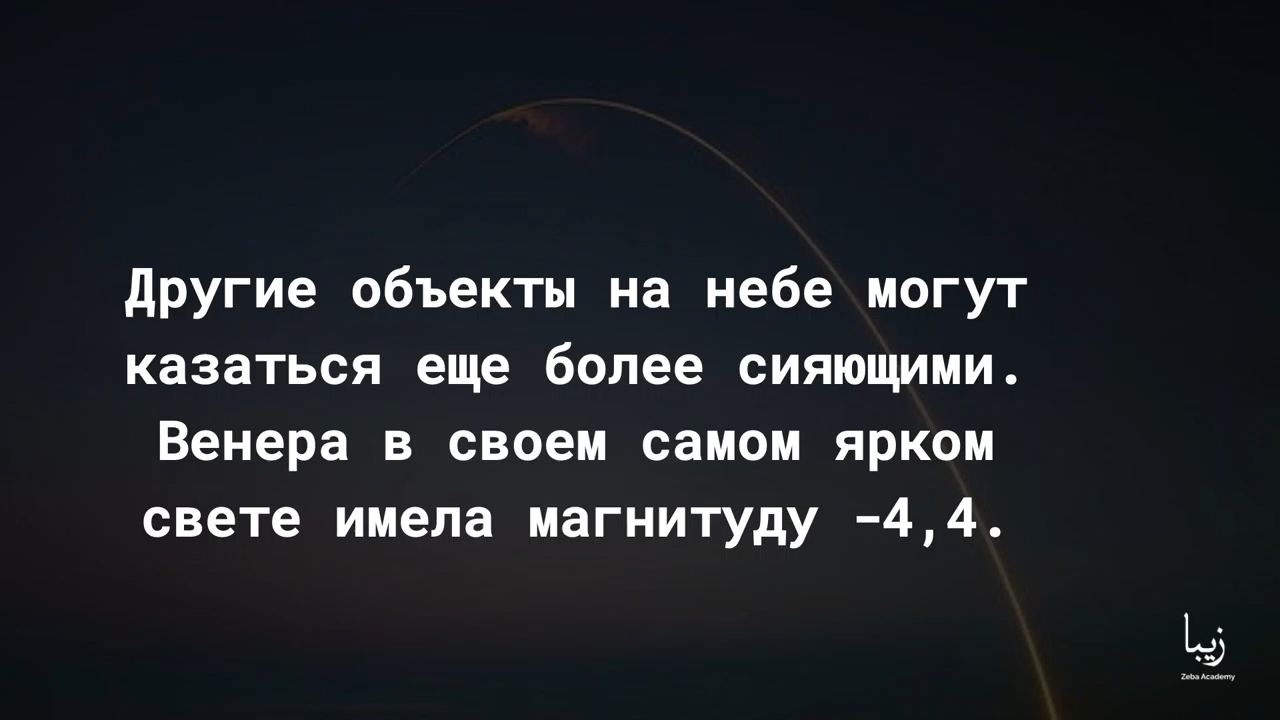 Другие объекты на небе могут
казаться еще более сияющими.
Венера в своем самом ярком
свете имела магнитуду -4,4.
زيبا
Zeba Academy